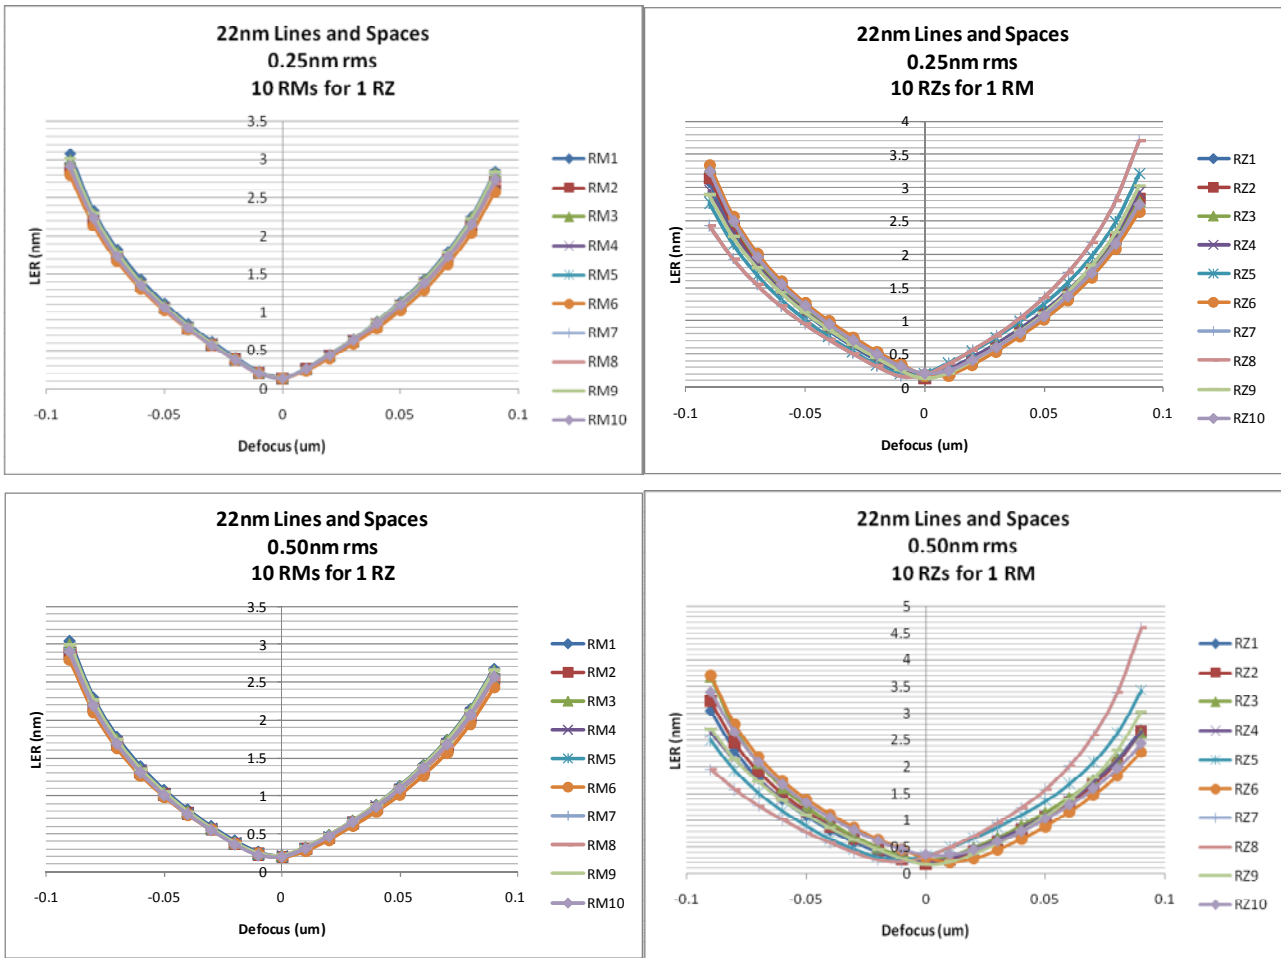 22nm Lines and Spaces
0.25nm rms
10 RMs for 1 RZ
3.5
3
2.5
2
1.5
1
0.5
0
-0.1
-0.05
0
0.05
0.1
LER (nm)
Defocus (um)
RM1
RM2
RM3
RM4
RM5
RM6
RM7
RM8
RM9
RM10
22nm Lines and Spaces
0.25nm rms
10 RZs for 1 RM
4
3.5
3
2.5
2
1.5
1
0.5
0
-0.1
-0.05
0
0.05
0.1
LER (nm)
Defocus (um)
RZ1
RZ2
RZ3
RZ4
RZ5
RZ6
RZ7
RZ8
RZ9
RZ10
22nm Lines and Spaces
0.50nm rms
10 RMs for 1 RZ
3.5
3
2.5
2
1.5
1
0.5
0
-0.1
-0.05
0
0.05
0.1
LER (nm)
Defocus (um)
RM1
RM2
RM3
RM4
RM5
RM6
RM7
RM8
RM9
RM10
22nm Lines and Spaces
0.50nm rms
10 RZs for 1 RM
5
4.5
4
3.5
3
2.5
2
1.5
1
0.5
0
-0.1
-0.05
0
0.05
0.1
LER (nm)
Defocus (um)
RZ1
RZ2
RZ3
RZ4
RZ5
RZ6
RZ7
RZ8
RZ9
RZ10